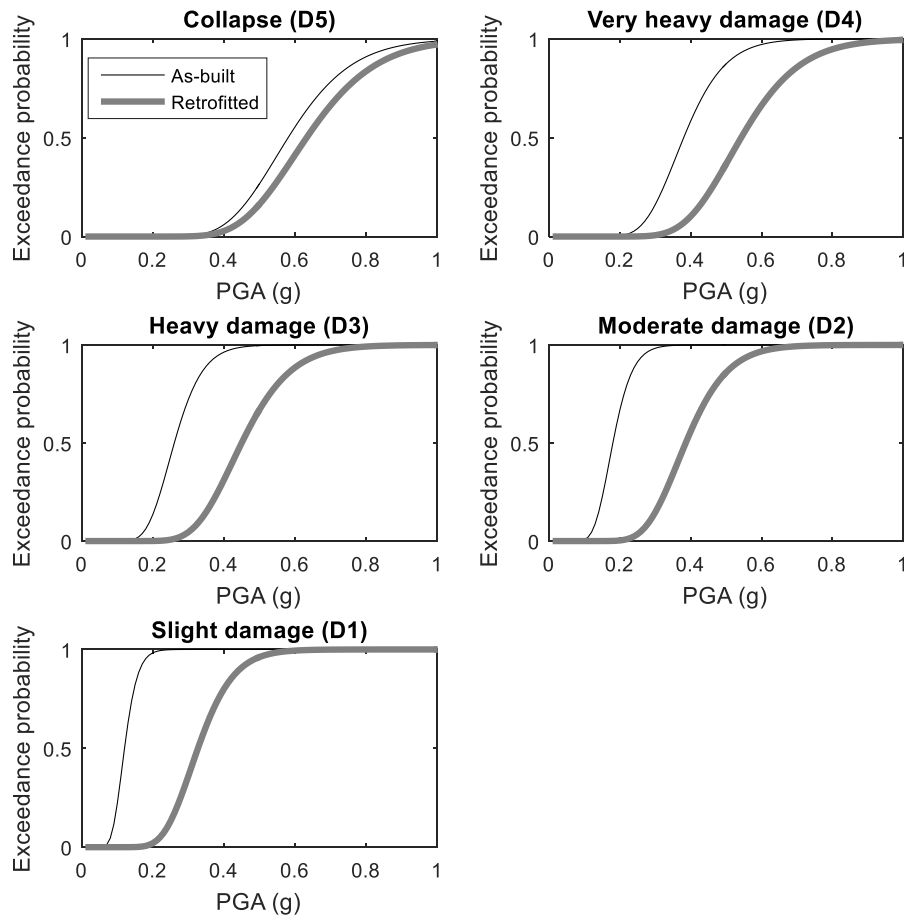 Collapse (D5)
Exceedance probability
1
0.5
0
As-built
Retrofitted
0 0.2 0.4 0.6 0.8 1
PGA (g)
Very heavy damage (D4)
Exceedance probability
1
0.5
0
0 0.2 0.4 0.6 0.8 1
PGA (g)
Heavy damage (D3)
Exceedance probability
1
0.5
0
0 0.2 0.4 0.6 0.8 1
PGA (g)
Moderate damage (D2)
Exceedance probability
1
0.5
0
0 0.2 0.4 0.6 0.8 1
PGA (g)
Slight damage (D1)
Exceedance probability
1
0.5
0
0 0.2 0.4 0.6 0.8 1
PGA (g)